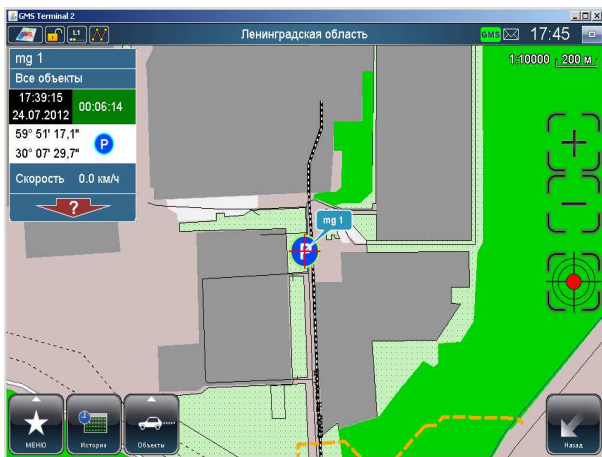 GMS Terminal 2
L1
Ленинградская область
GMS
17:45
mg 1
Все объекты
17:39:15
24.07.2012
00:06:14
59° 51' 17,1"
30° 07' 29,7"
P
Скорость 0.0 км/ч
?
1:10000 200 м
mg 1
P
МЕНЮ
История
Объекты
Назад